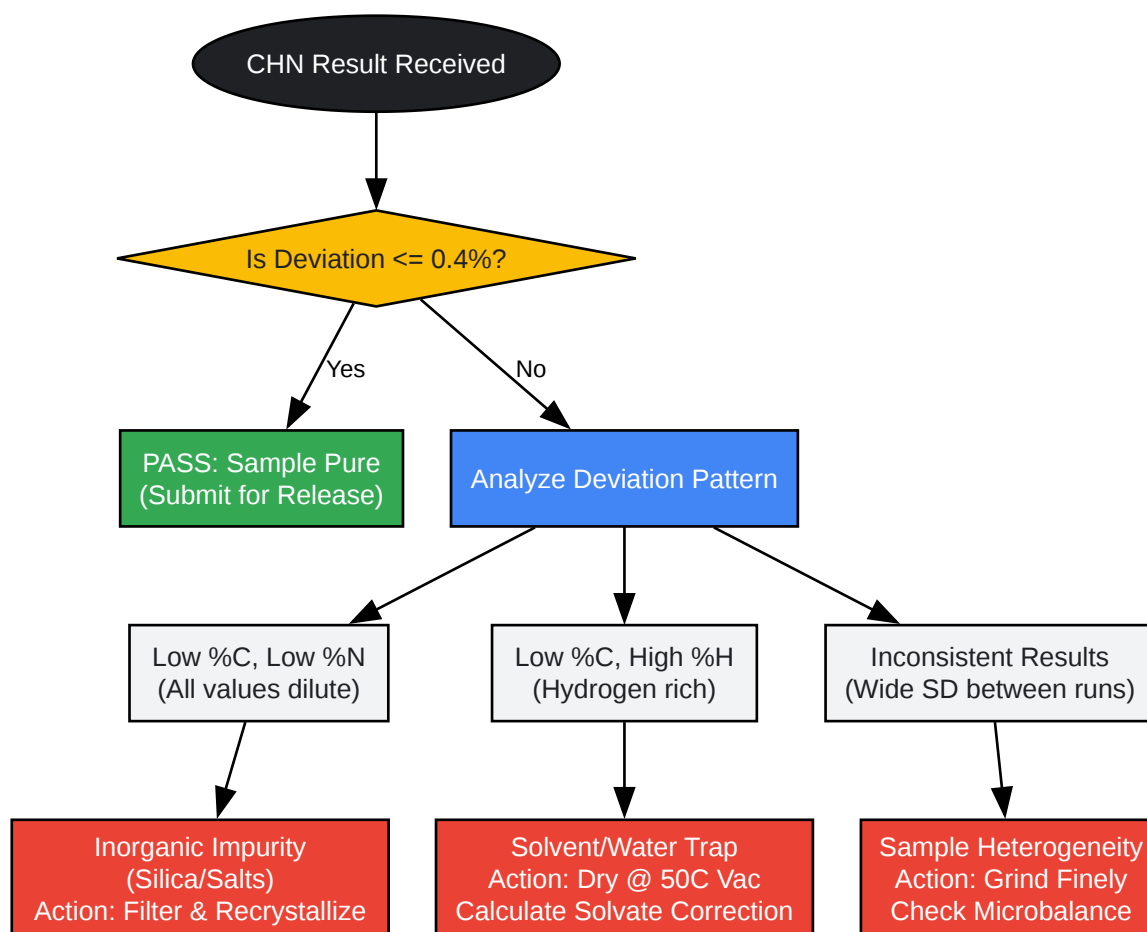 CHN Result Received
Is Deviation <= 0.4%?
Yes
No
PASS: Sample Pure
(Submit for Release)
Analyze Deviation Pattern
Low %C, Low %N
(All values dilute)
Low %C, High %H
(Hydrogen rich)
Inconsistent Results
(Wide SD between runs)
Inorganic Impurity
(Silica/Salts)
Action: Filter & Recrystallize
Solvent/Water Trap
Action: Dry @ 50C Vac
Calculate Solvate Correction
Sample Heterogeneity
Action: Grind Finely
Check Microbalance